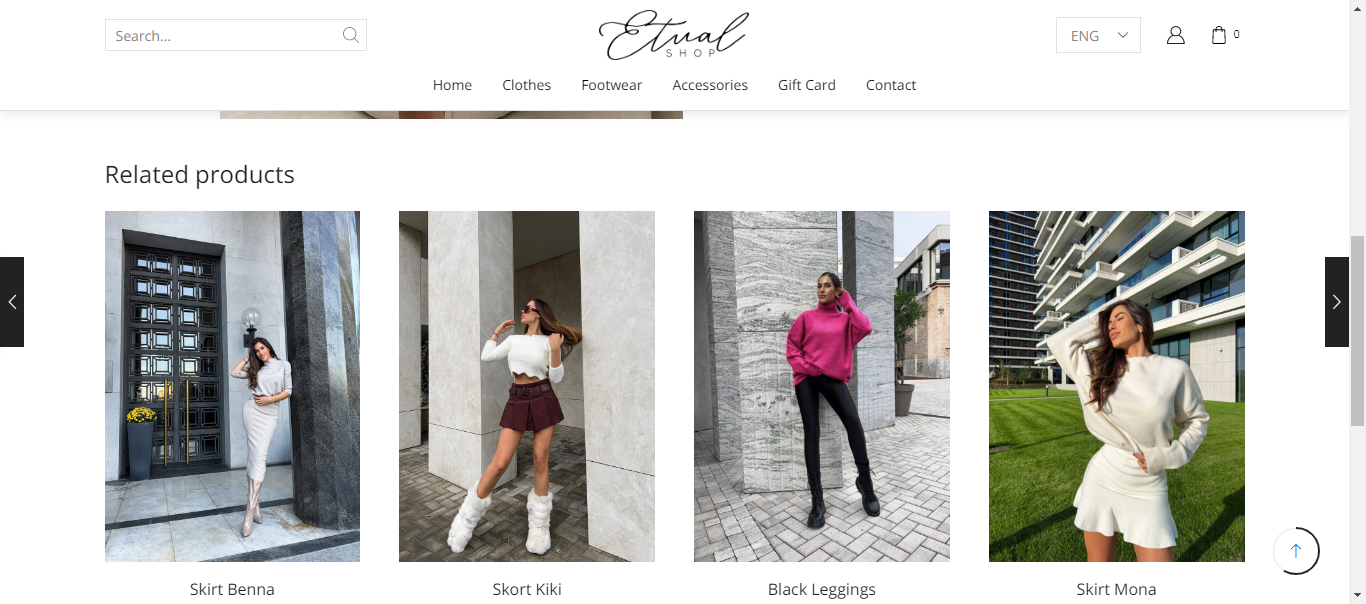 Search...
Etual
SHOP
ENG
0
Home Clothes Footwear Accessories Gift Card Contact
Related products
Skirt Benna
Skort Kiki
Black Leggings
Skirt Mona